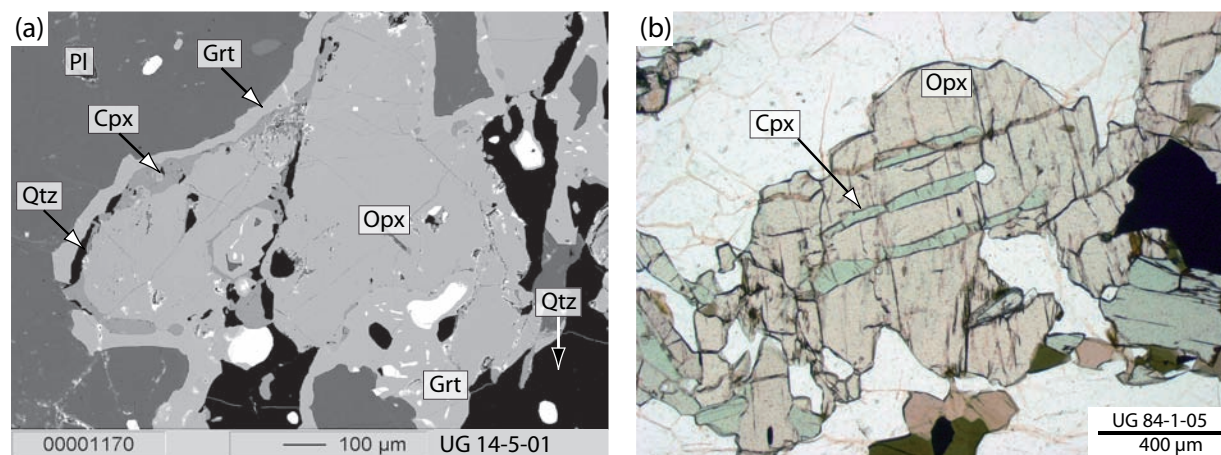 (a)
Pl
Grt
Cpx
Qtz
Opx
Qtz
Grt
00001170
100 µm
UG 14-5-01
(b)
Opx
Cpx
UG 84-1-05
400 µm